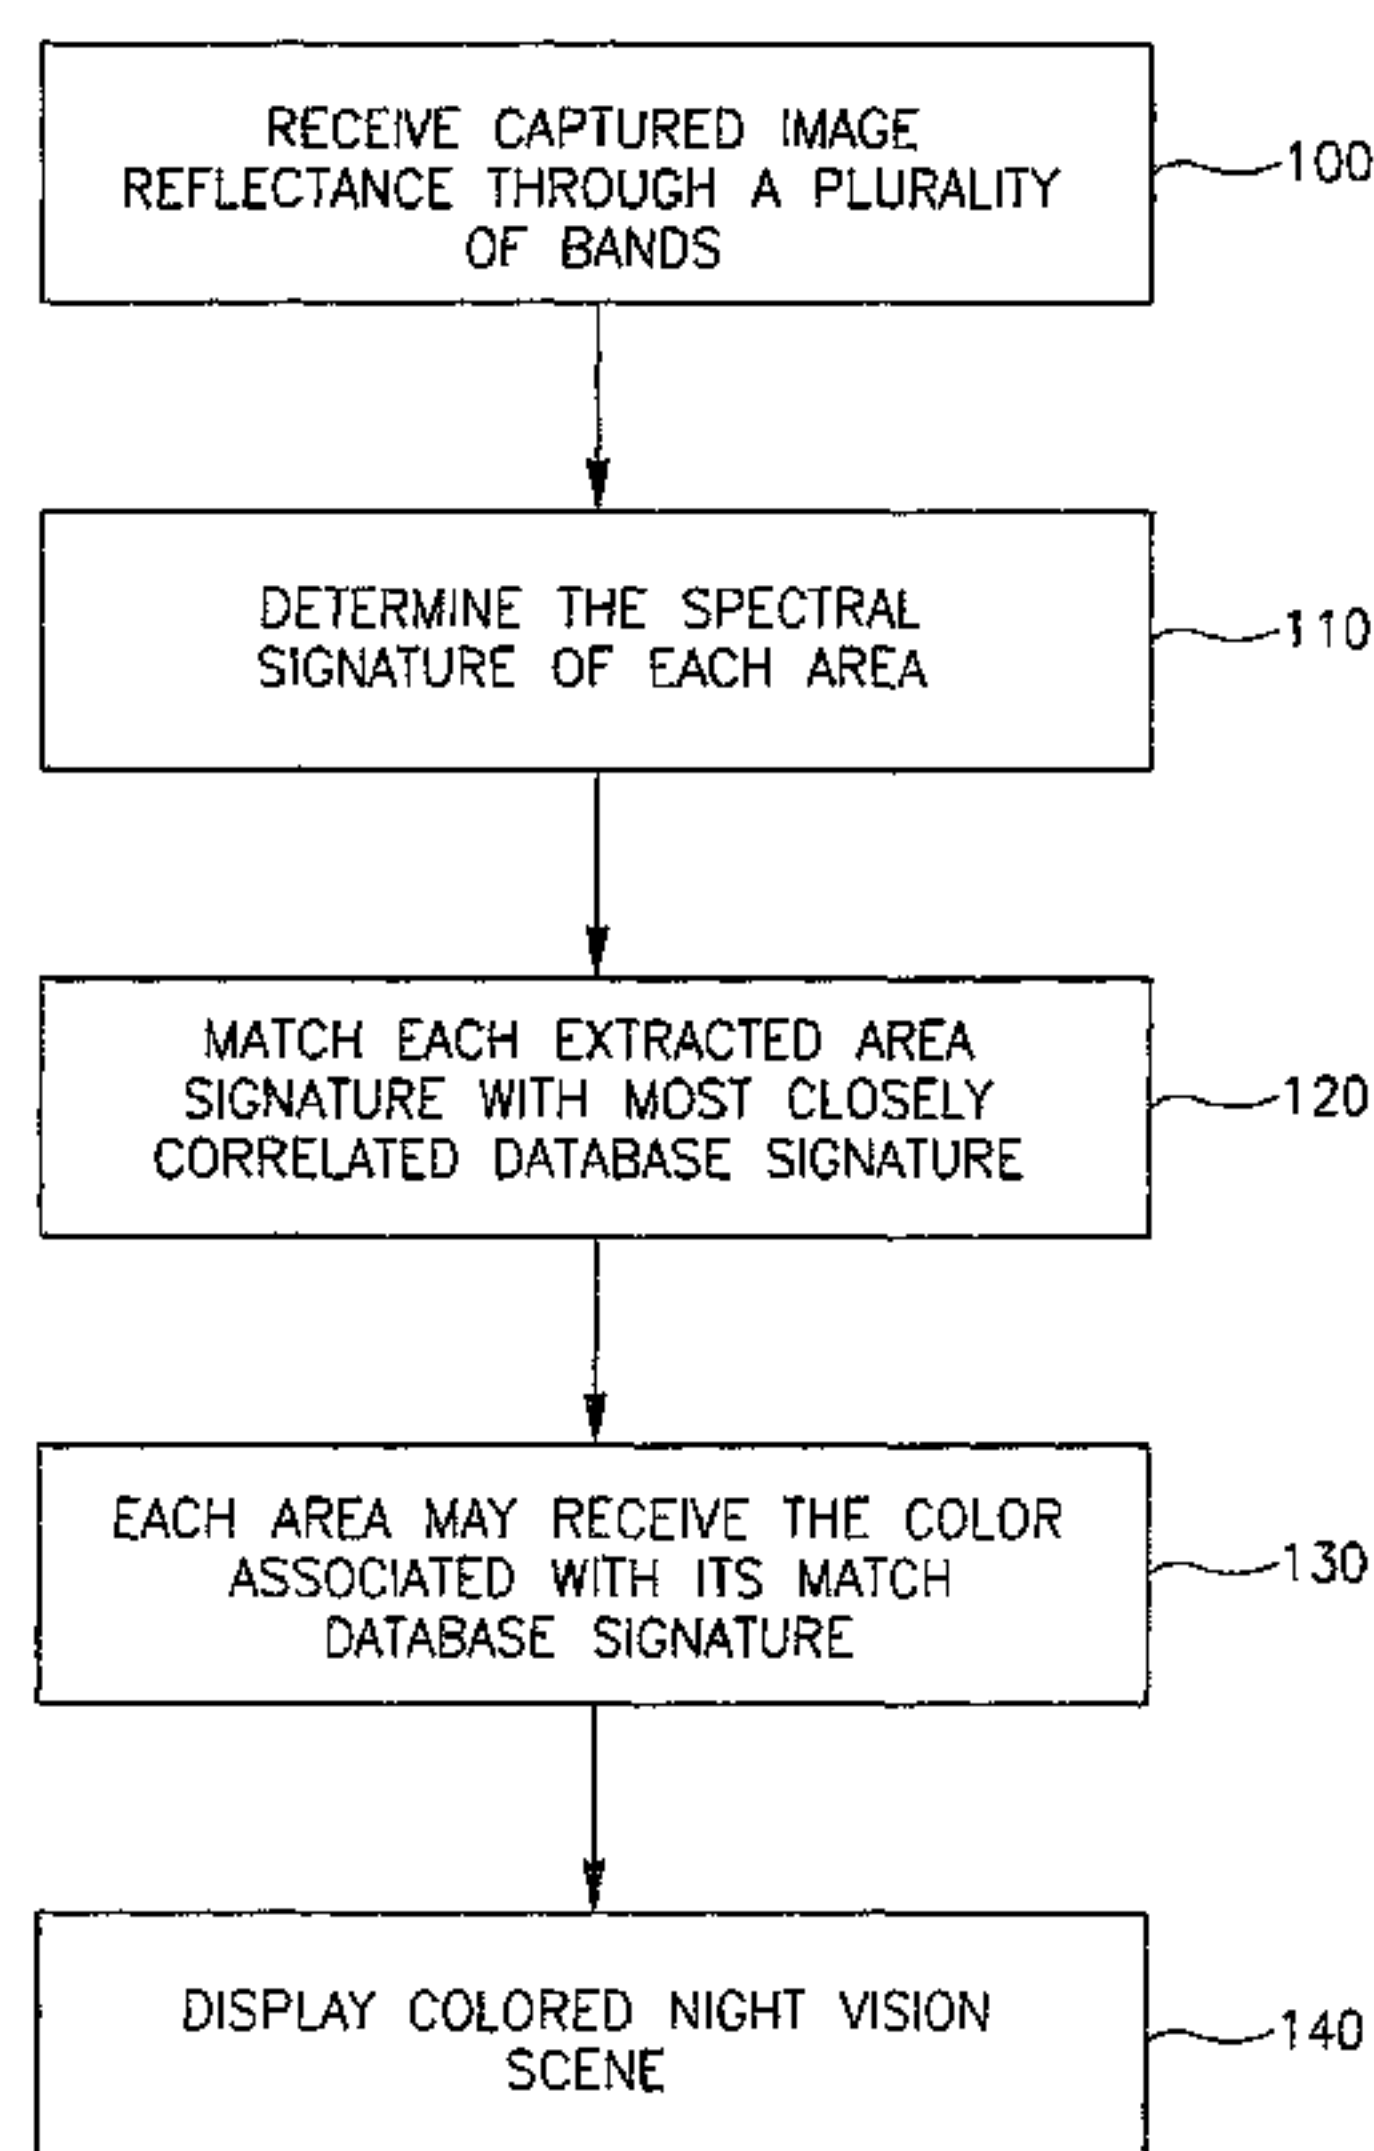 RECEIVE CAPTURED IMAGE
REFLECTANCE THROUGH A PLURALITY
OF BANDS
100
DETERMINE THE SPECTRAL
SIGNATURE OF EACH AREA
110
MATCH EACH EXTRACTED AREA
SIGNATURE WITH MOST CLOSELY
CORRELATED DATABASE SIGNATURE
120
EACH AREA MAY RECEIVE THE COLOR
ASSOCIATED WITH ITS MATCH
DATABASE SIGNATURE
130
DISPLAY COLORED NIGHT VISION
SCENE
140